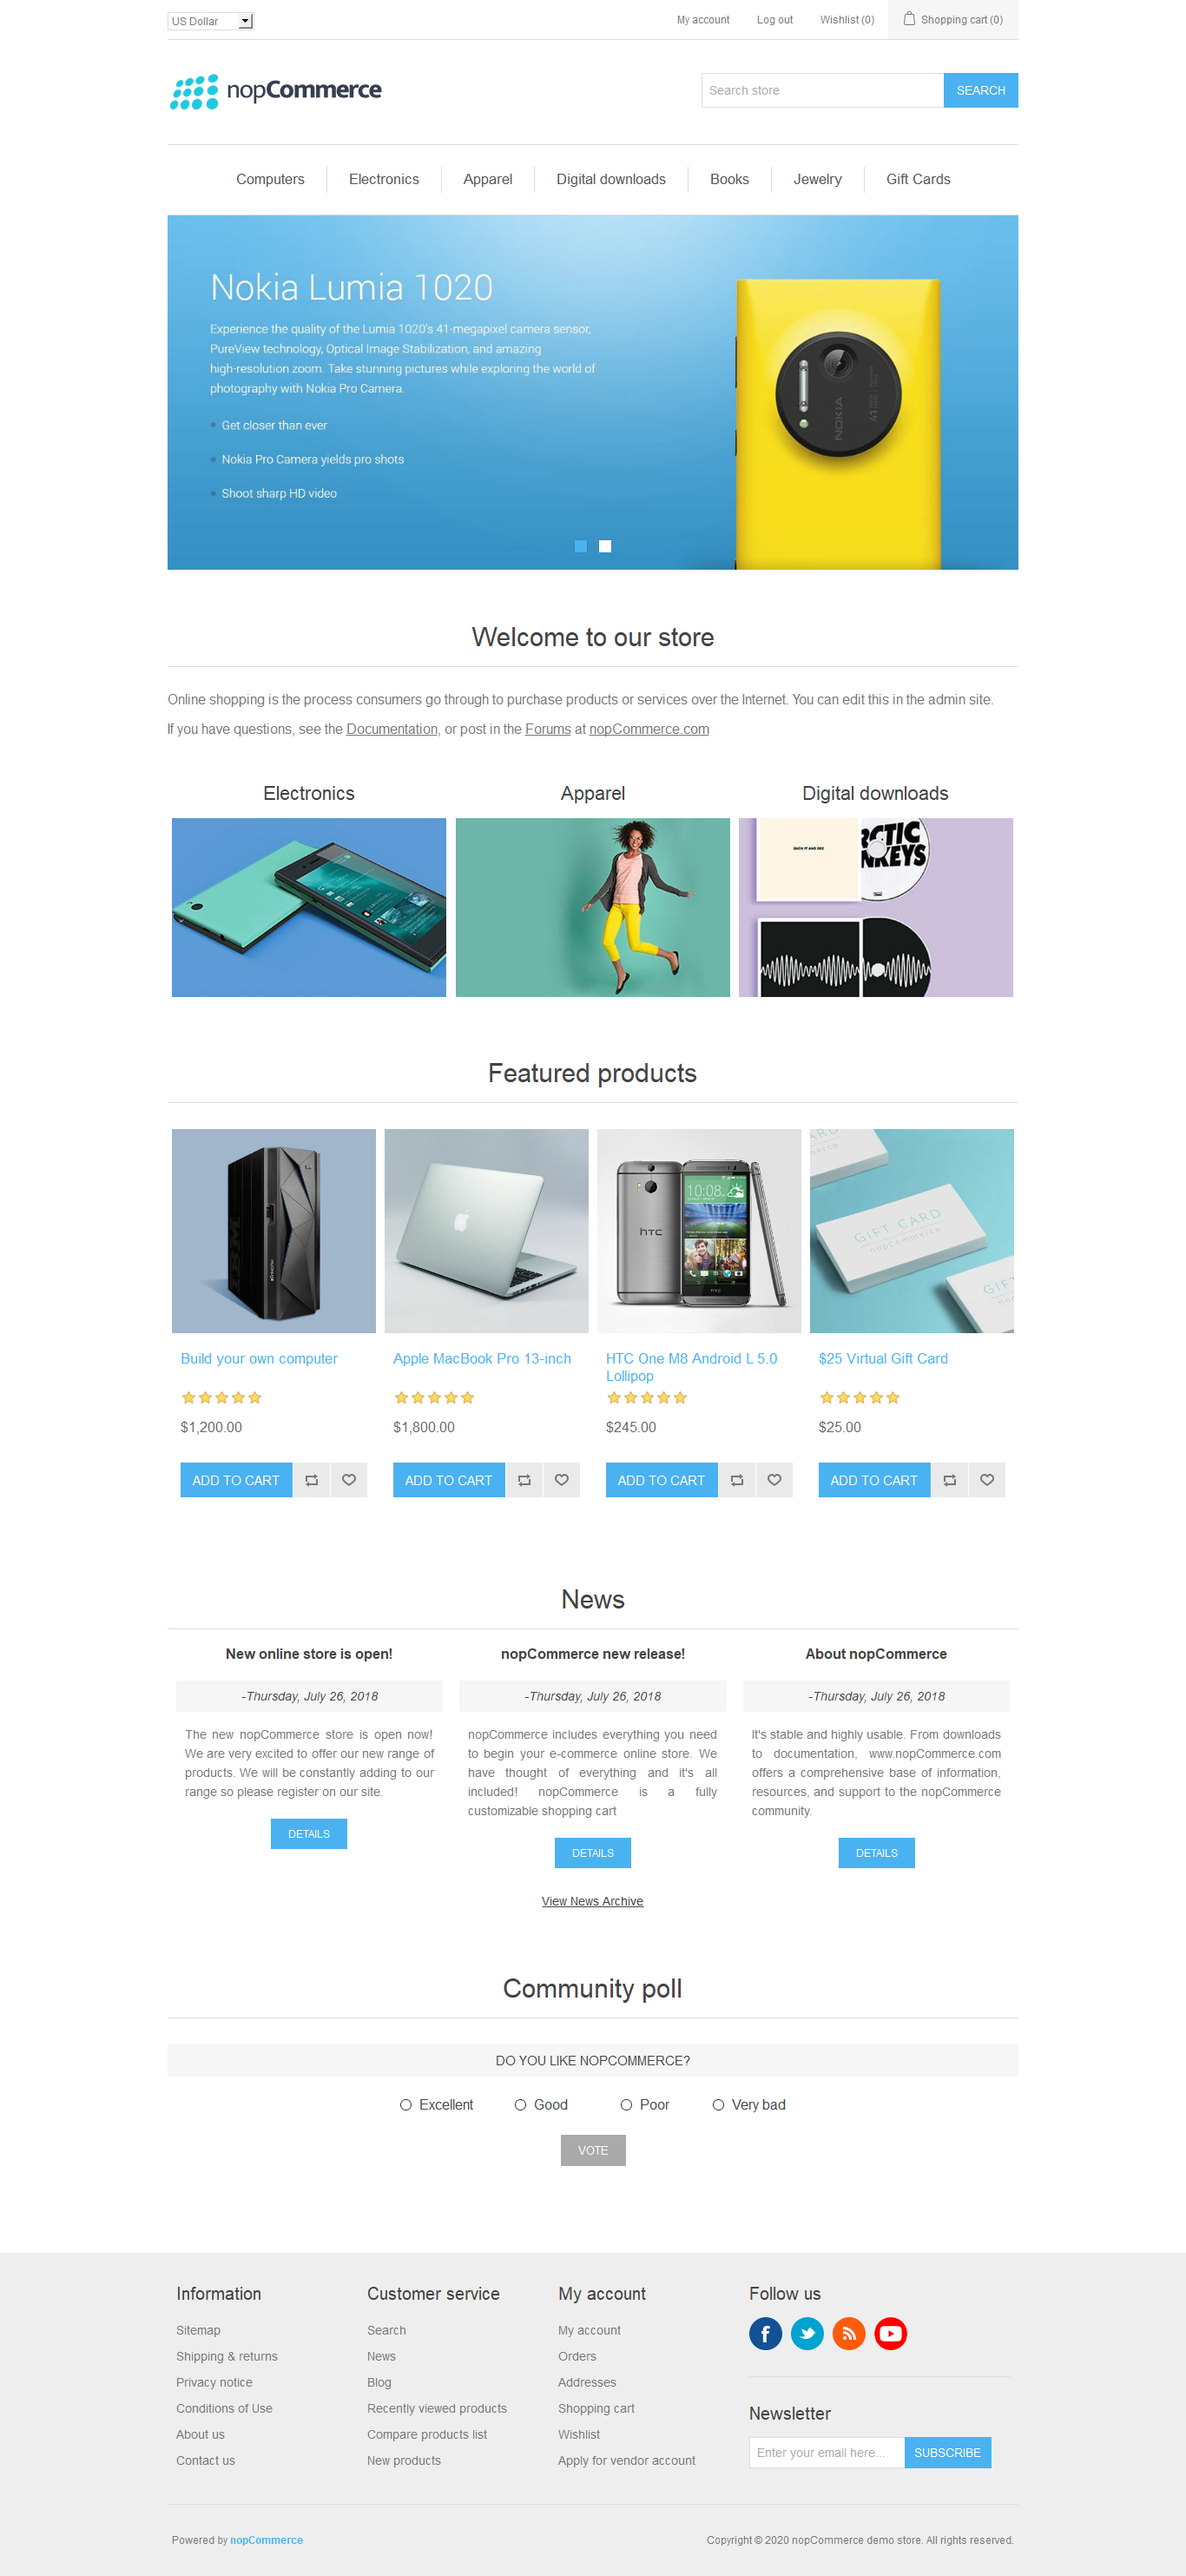 US Dollar
My account
Log out
Wishlist (0)
Shopping cart (0)
nopCommerce
Search store
SEARCH
Computers
Electronics
Apparel
Digital downloads
Books
Jewelry
Gift Cards
Nokia Lumia 1020
Experience the quality of the Lumia 1020's 41-megapixel camera sensor,
PureView technology, Optical Image Stabilization, and amazing
high-resolution zoom. Take stunning pictures while exploring the world of
photography with Nokia Pro Camera.
Get closer than ever
Nokia Pro Camera yields pro shots
Shoot sharp HD video
NOKIA
41
Welcome to our store
Online shopping is the process consumers go through to purchase products or services over the Internet. You can edit this in the admin site.
If you have questions, see the Documentation, or post in the Forums at nopCommerce.com
Electronics
Apparel
Digital downloads
SUCK IT AND SEE
RCTIC
NKEYS
Featured products
10:08
hTC
hTC
GIFT CARD
nopCommerce
Build your own computer
Apple MacBook Pro 13-inch
HTC One M8 Android L 5.0
Lollipop
$25 Virtual Gift Card
$1,200.00
$1,800.00
$245.00
$25.00
ADD TO CART
ADD TO CART
ADD TO CART
ADD TO CART
News
New online store is open!
-Thursday, July 26, 2018
The new nopCommerce store is open now!
We are very excited to offer our new range of
products. We will be constantly adding to our
range so please register on our site.
DETAILS
nopCommerce new release!
-Thursday, July 26, 2018
nopCommerce includes everything you need
to begin your e-commerce online store. We
have thought of everything and it's all
included! nopCommerce is a fully
customizable shopping cart
DETAILS
About nopCommerce
-Thursday, July 26, 2018
It's stable and highly usable. From downloads
to documentation, www.nopCommerce.com
offers a comprehensive base of information,
resources, and support to the nopCommerce
community.
DETAILS
View News Archive
Community poll
DO YOU LIKE NOPCOMMERCE?
Excellent
Good
Poor
Very bad
VOTE
Information
Sitemap
Shipping & returns
Privacy notice
Conditions of Use
About us
Contact us
Customer service
Search
News
Blog
Recently viewed products
Compare products list
New products
My account
My account
Orders
Addresses
Shopping cart
Wishlist
Apply for vendor account
Follow us
Newsletter
Enter your email here...
SUBSCRIBE
Powered by nopCommerce
Copyright © 2020 nopCommerce demo store. All rights reserved.